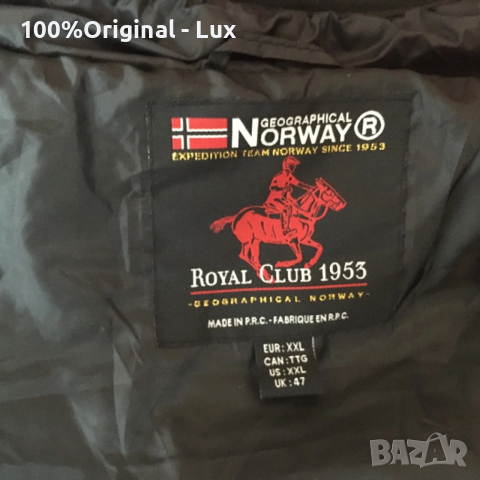 100%Original - Lux
GEOGRAPHICAL
NORWAY®
EXPEDITION TEAM NORWAY SINCE 1953
ROYAL CLUB 1953
-GEOGRAPHICAL NORWAY-
MADE IN P.R.C. - FABRIQUE EN R.P.C.
EUR: XXL
CAN: TTG
US: XXL
UK: 47
BAZAR